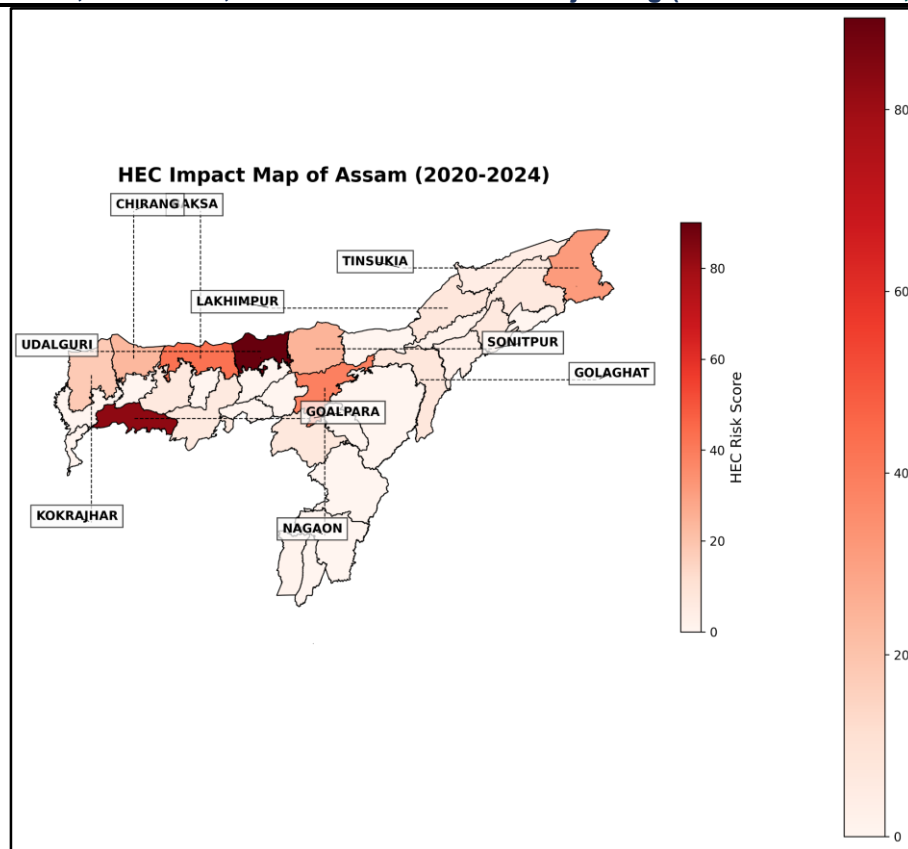 HEC Impact Map of Assam (2020-2024)
CHIRANG
AKSA
TINSUKIA
LAKHIMPUR
UDALGURI
SONITPUR
GOLAGHAT
GOALPARA
KOKRAJHAR
NAGAON
80
60
40
20
0
HEC Risk Score
80
60
40
20
0